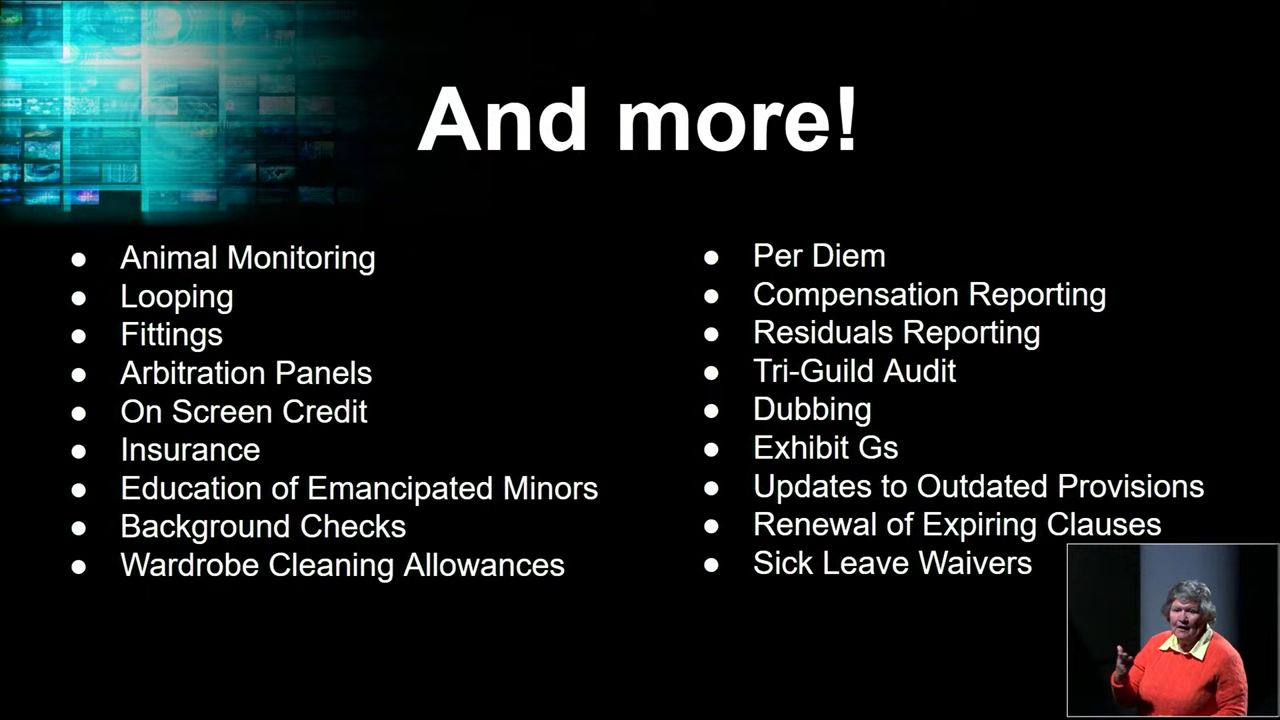 And more!
● Animal Monitoring
● Looping
● Fittings
● Arbitration Panels
● On Screen Credit
● Insurance
● Education of Emancipated Minors
● Background Checks
● Wardrobe Cleaning Allowances
● Per Diem
● Compensation Reporting
● Residuals Reporting
● Tri-Guild Audit
● Dubbing
● Exhibit Gs
● Updates to Outdated Provisions
● Renewal of Expiring Clauses
● Sick Leave Waivers